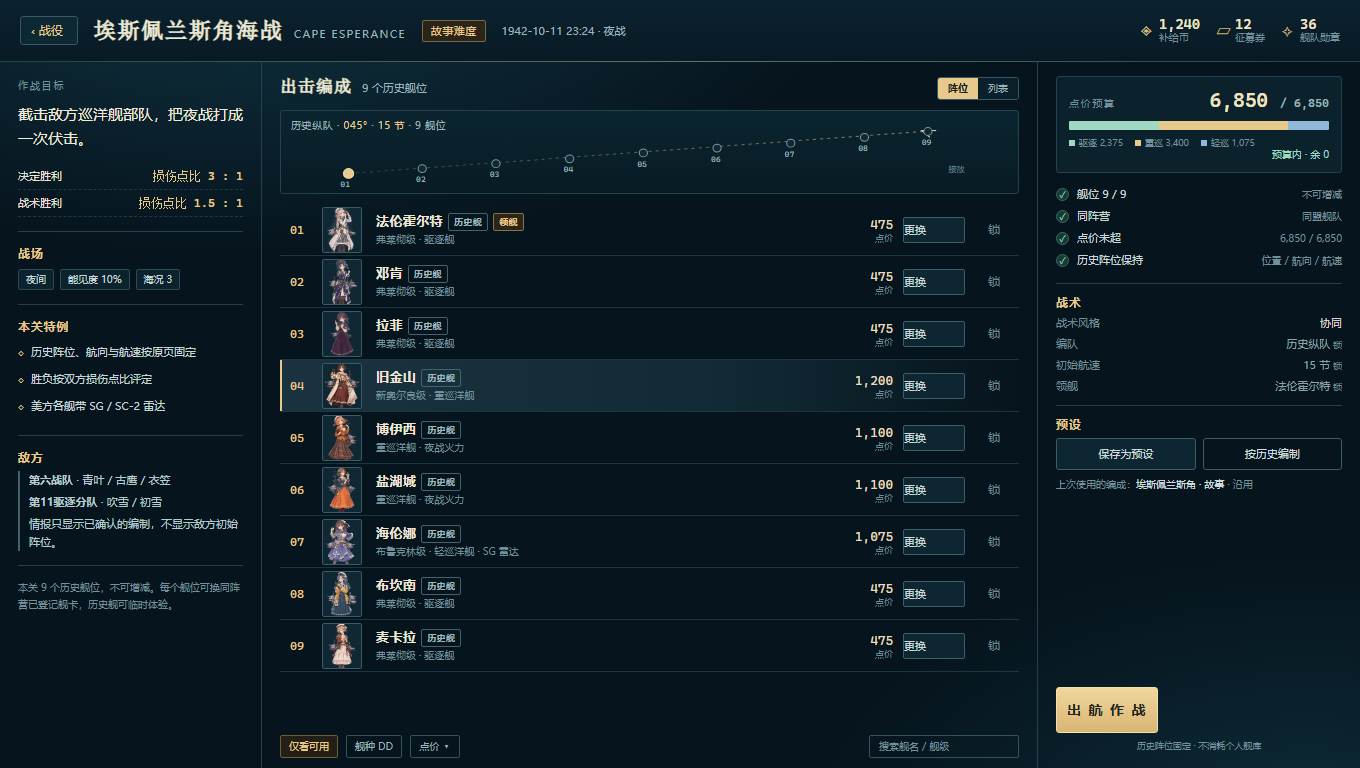 ‹ 战役
埃斯佩兰斯角海战 CAPE ESPERANCE 故事难度 1942-10-11 23:24 · 夜战
1,240 补给币
12 征募券
36 舰队勋章
作战目标
截击敌方巡洋舰部队，把夜战打成
一次伏击。
决定胜利 损伤点比 3 : 1
战术胜利 损伤点比 1.5 : 1
战场
夜间 能见度 10% 海况 3
本关特例
历史阵位、航向与航速按原页固定
胜负按双方损伤点比评定
美方各舰带 SG / SC-2 雷达
敌方
第六战队 · 青叶 / 古鹰 / 衣笠
第11驱逐分队 · 吹雪 / 初雪
情报只显示已确认的编制，不显示敌方初始
阵位。
本关 9 个历史舰位，不可增减。每个舰位可换同阵
营已登记舰卡，历史舰可临时体验。
出击编成 9 个历史舰位 阵位 列表
历史纵队 · 045° · 15 节 · 9 舰位
01 02 03 04 05 06 07 08 09
接敌
01 法伦霍尔特 历史舰 领舰 475 更换 锁
弗莱彻级 · 驱逐舰 点价
02 邓肯 历史舰 475 更换 锁
弗莱彻级 · 驱逐舰 点价
03 拉菲 历史舰 475 更换 锁
弗莱彻级 · 驱逐舰 点价
04 旧金山 历史舰 1,200 更换 锁
新奥尔良级 · 重巡洋舰 点价
05 博伊西 历史舰 1,100 更换 锁
重巡洋舰 · 夜战火力 点价
06 盐湖城 历史舰 1,100 更换 锁
重巡洋舰 · 夜战火力 点价
07 海伦娜 历史舰 1,075 更换 锁
布鲁克林级 · 轻巡洋舰 · SG 雷达 点价
08 布坎南 历史舰 475 更换 锁
弗莱彻级 · 驱逐舰 点价
09 麦卡拉 历史舰 475 更换 锁
弗莱彻级 · 驱逐舰 点价
仅看可用 舰种 DD 点价 ▾ 搜索舰名 / 舰级
点价预算 6,850 / 6,850
驱逐 2,375 重巡 3,400 轻巡 1,075
预算内 · 余 0
舰位 9 / 9 不可增减
同阵营 同盟舰队
点价未超 6,850 / 6,850
历史阵位保持 位置 / 航向 / 航速
战术
战术风格 协同
编队 历史纵队 锁
初始航速 15 节 锁
领舰 法伦霍尔特 锁
预设
保存为预设 按历史编制
上次使用的编成：埃斯佩兰斯角 · 故事 · 沿用
出航作战
历史阵位固定 · 不消耗个人舰库